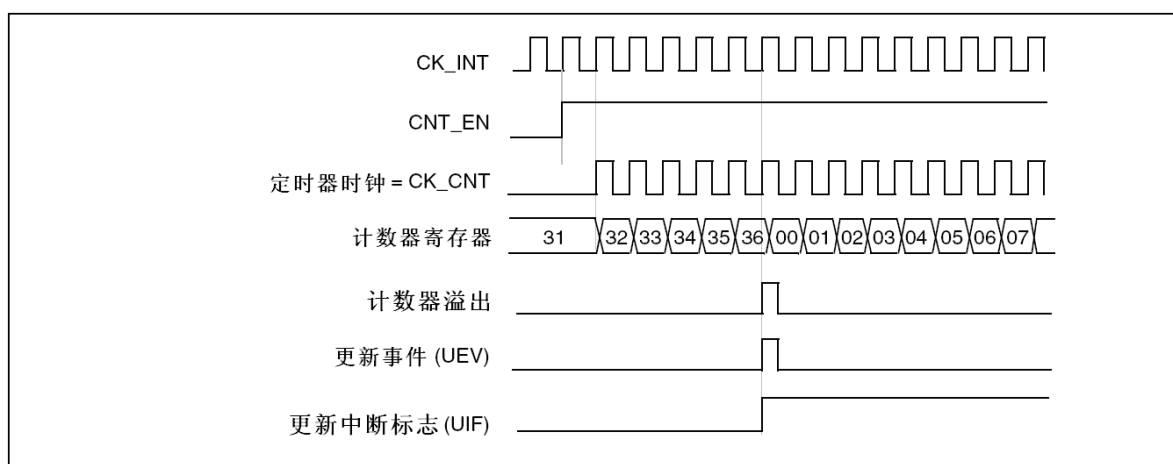 CK_INT
CNT_EN
定时器时钟 = CK_CNT
计数器寄存器 31 32 33 34 35 36 00 01 02 03 04 05 06 07
计数器溢出
更新事件 (UEV)
更新中断标志 (UIF)